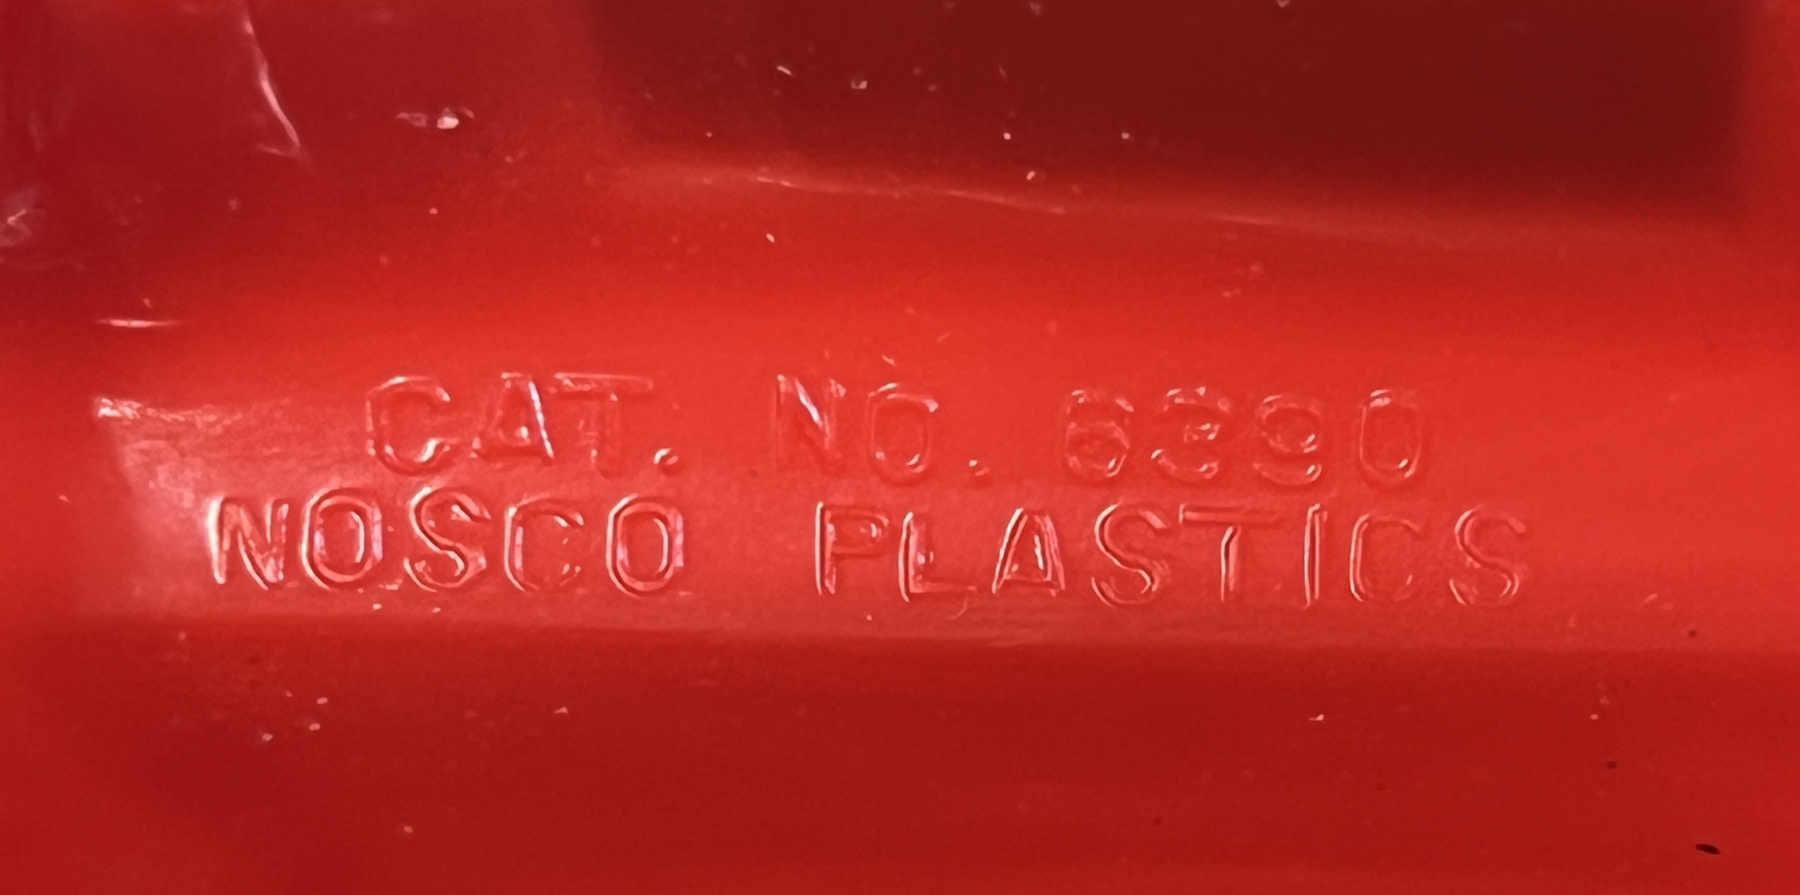 CAT. NO. 6390
NOSCO PLASTICS